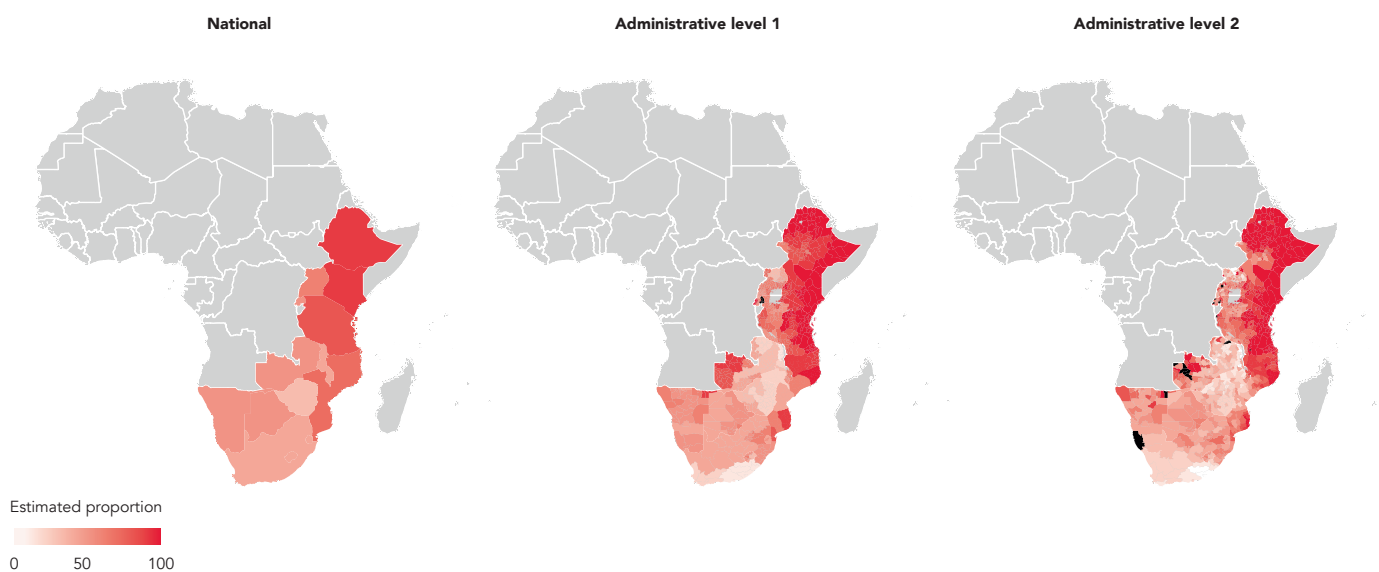 National
Administrative level 1
Administrative level 2
Estimated proportion
0 50 100